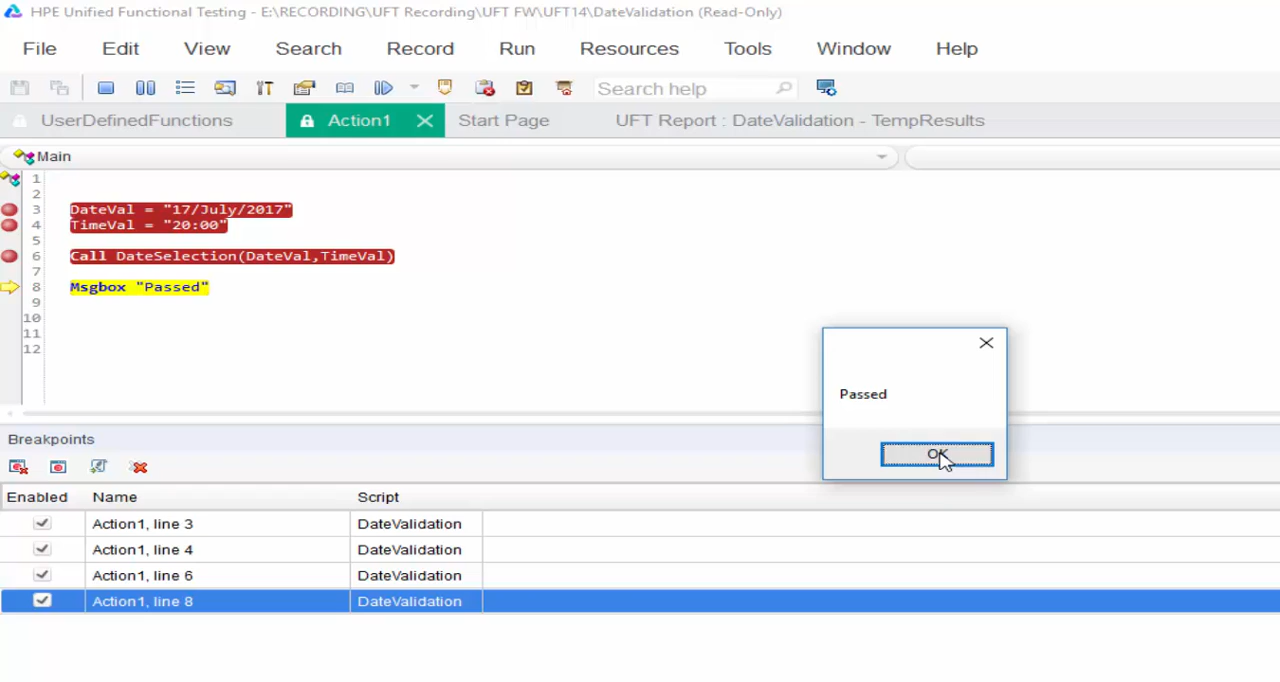 HPE Unified Functional Testing - E:\RECORDING\UFT Recording\UFT FW\UFT14\DateValidation (Read-Only)
File Edit View Search Record Run Resources Tools Window Help
Search help
UserDefinedFunctions Action1 Start Page UFT Report : DateValidation - TempResults
Main
1
2
3 DateVal = "17/July/2017"
4 TimeVal = "20:00"
5
6 Call DateSelection(DateVal,TimeVal)
7
8 Msgbox "Passed"
9
10
11
12
Passed
OK
Breakpoints
Enabled Name Script
Action1, line 3 DateValidation
Action1, line 4 DateValidation
Action1, line 6 DateValidation
Action1, line 8 DateValidation